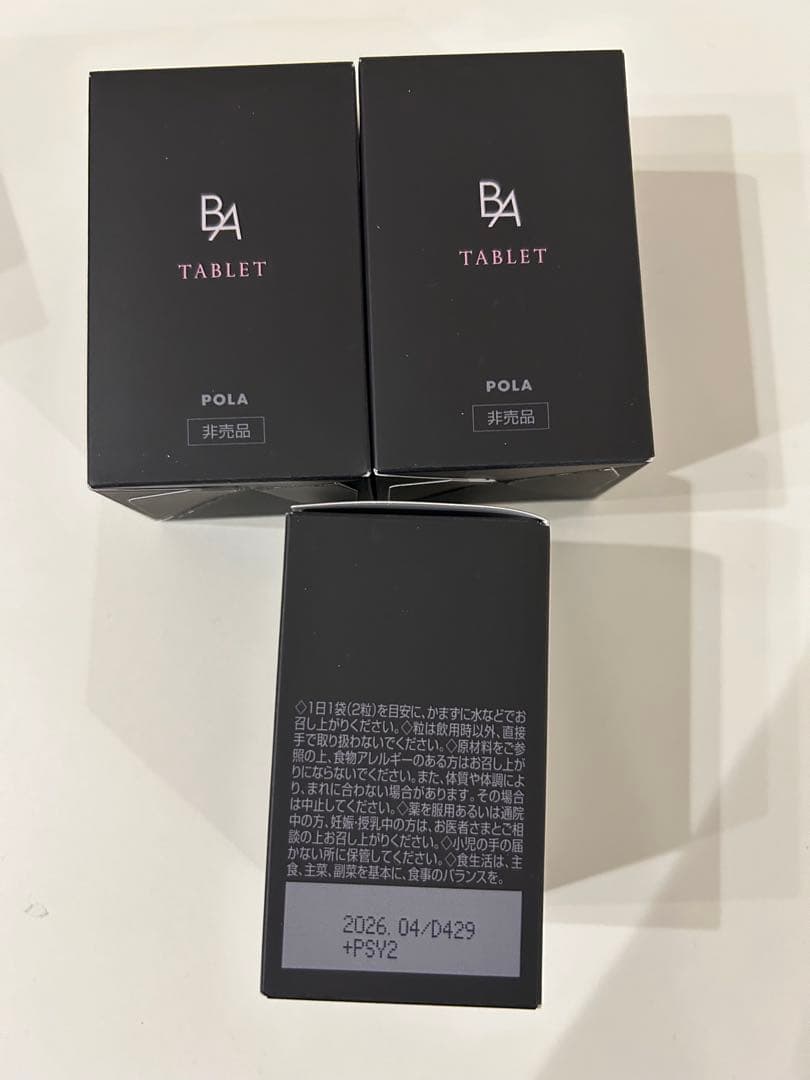 BA
TABLET
POLA
非売品
BA
TABLET
POLA
非売品
◇1日1袋(2粒)を目安に、かまずに水などでお
召し上がりください。◇粒は飲用時以外、直接
手で取り扱わないでください。◇原材料をご参
照の上、食物アレルギーのある方はお召し上が
りにならないでください。また、体質や体調によ
り、まれに合わない場合があります。その場合
は中止してください。◇薬を服用あるいは通院
中の方、妊娠・授乳中の方は、お医者さまとご相
談の上お召し上がりください。◇小児の手の届
かない所に保管してください。◇食生活は、主
食、主菜、副菜を基本に、食事のバランスを。
2026. 04/D429
+PSY2